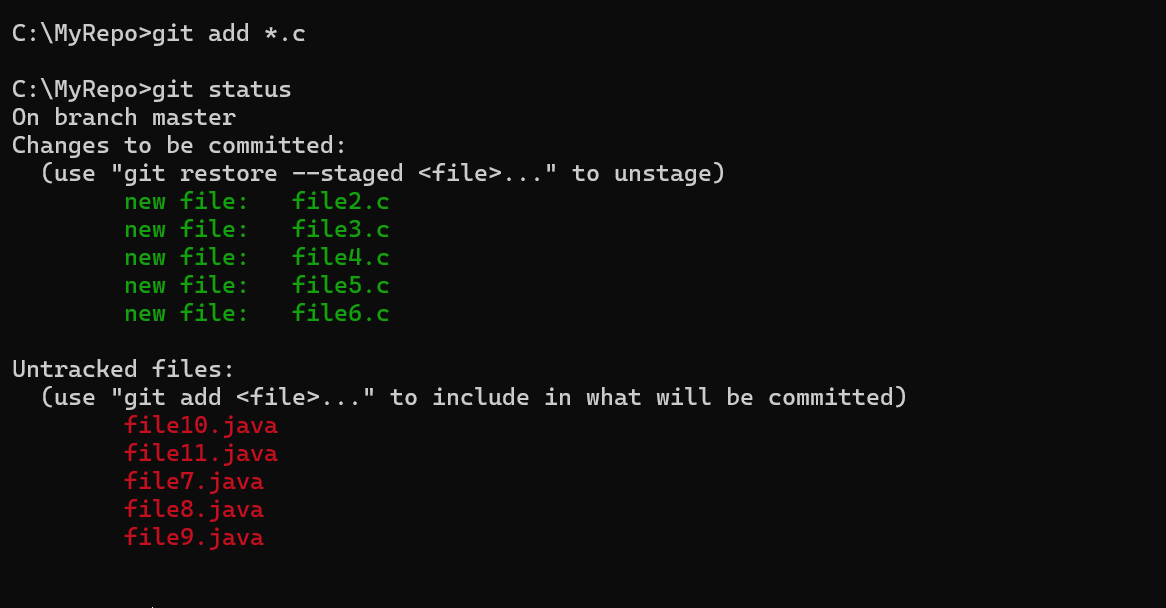 C:\MyRepo>git add *.c
C:\MyRepo>git status
On branch master
Changes to be committed:
  (use "git restore --staged <file>..." to unstage)
        new file:   file2.c
        new file:   file3.c
        new file:   file4.c
        new file:   file5.c
        new file:   file6.c
Untracked files:
  (use "git add <file>..." to include in what will be committed)
        file10.java
        file11.java
        file7.java
        file8.java
        file9.java